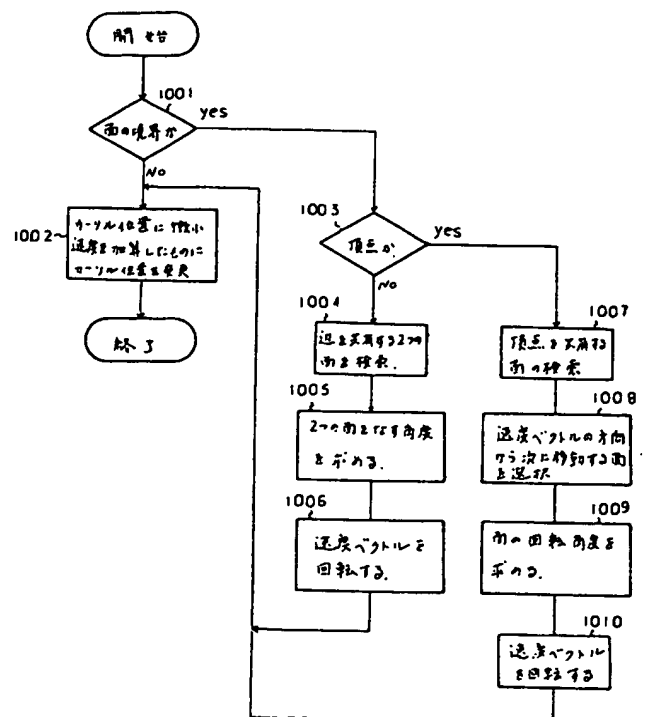 開始
1001
yes
面の境界か
No
1002
カーソル位置に微小
速度を加算したものに
カーソル位置を変更
終了
1003
yes
頂点か
No
1004
辺を共有する2つの
面を検索.
1005
2つの面をなす角度
を求める.
1006
速度ベクトルを
回転する.
1007
頂点を共有する
面の検索
1008
速度ベクトルの方向
から次に移動する面
を選択
1009
面の回転角度を
求める.
1010
速度ベクトル
を回転する